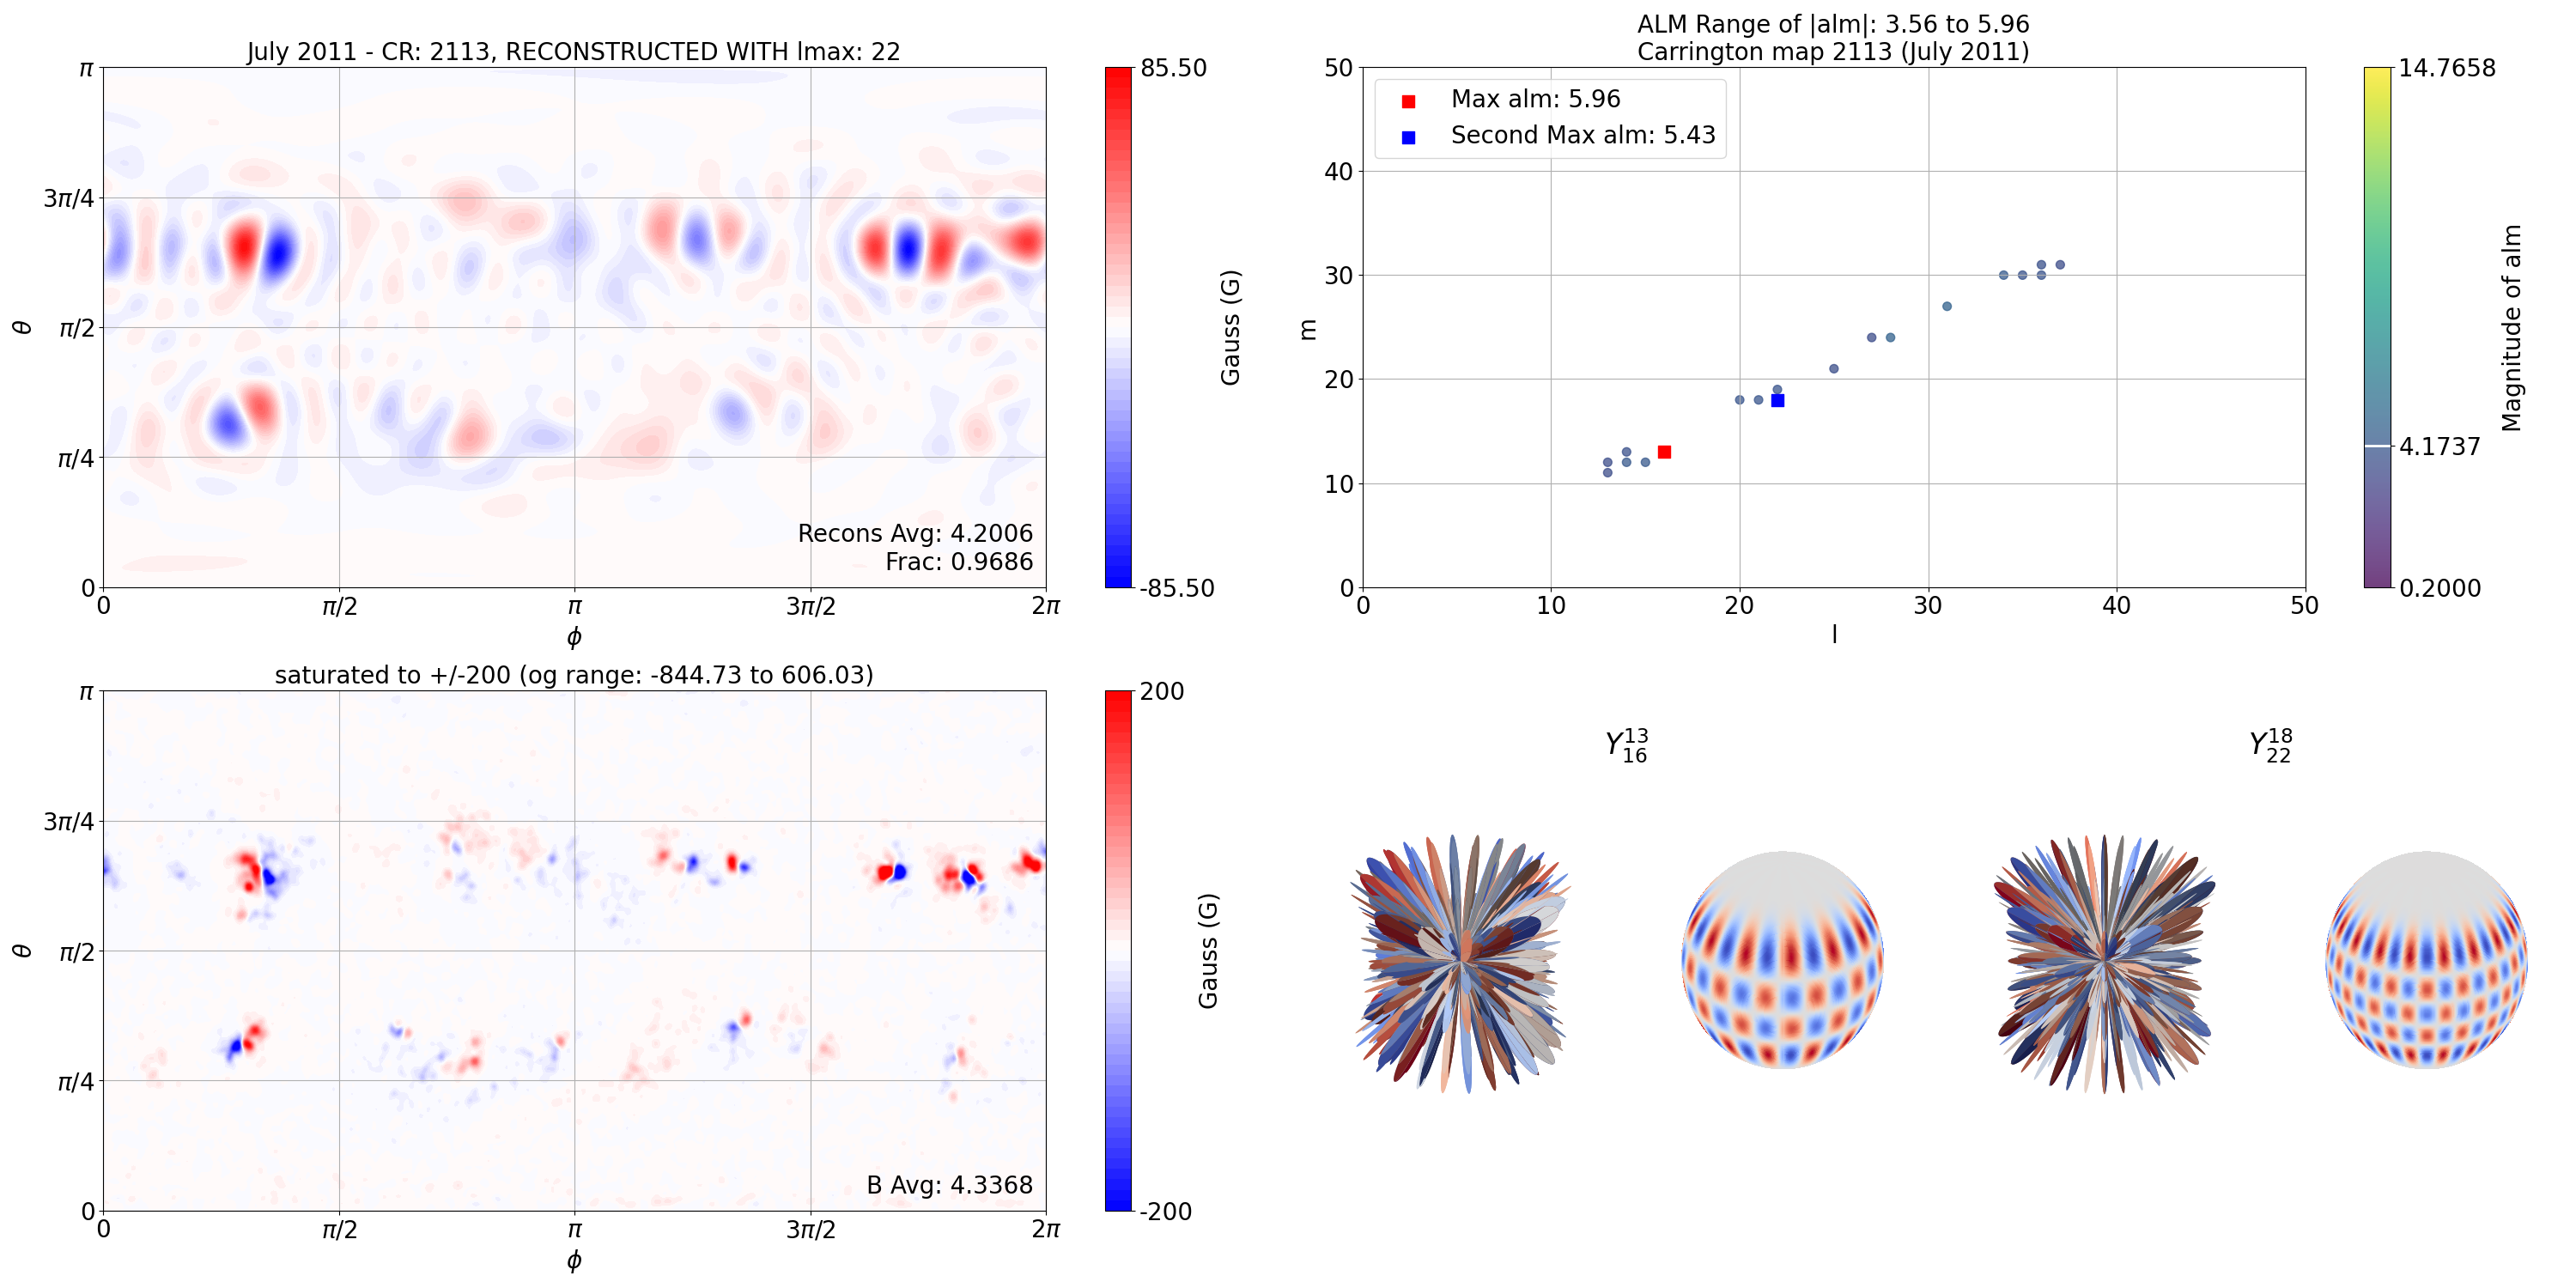 July 2011 - CR: 2113, RECONSTRUCTED WITH lmax: 22
π
3π/4
π/2
π/4
0
θ
0
π/2
π
3π/2
2π
ϕ
Recons Avg: 4.2006
Frac: 0.9686
85.50
-85.50
Gauss (G)
ALM Range of |alm|: 3.56 to 5.96
Carrington map 2113 (July 2011)
Max alm: 5.96
Second Max alm: 5.43
50
40
30
20
10
0
m
0
10
20
30
40
50
l
14.7658
4.1737
0.2000
Magnitude of alm
saturated to +/-200 (og range: -844.73 to 606.03)
π
3π/4
π/2
π/4
0
θ
0
π/2
π
3π/2
2π
ϕ
B Avg: 4.3368
200
-200
Gauss (G)
Y₁₆¹³
Y₂₂¹⁸